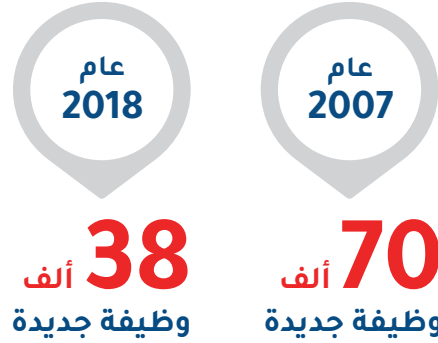 عام
2007
70 ألف
وظيفة جديدة
عام
2018
38 ألف
وظيفة جديدة